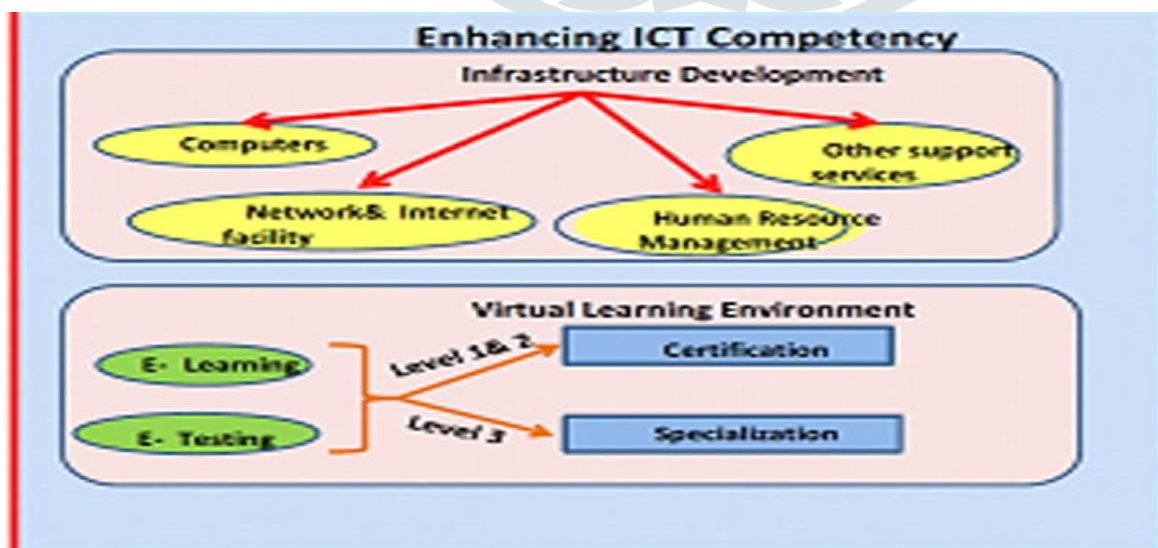 Enhancing ICT Competency
Infrastructure Development
Computers
Other support
services
Network& Internet
facility
Human Resource
Management
Virtual Learning Environment
E- Learning
Level 1& 2
Certification
E- Testing
Level 3
Specialization